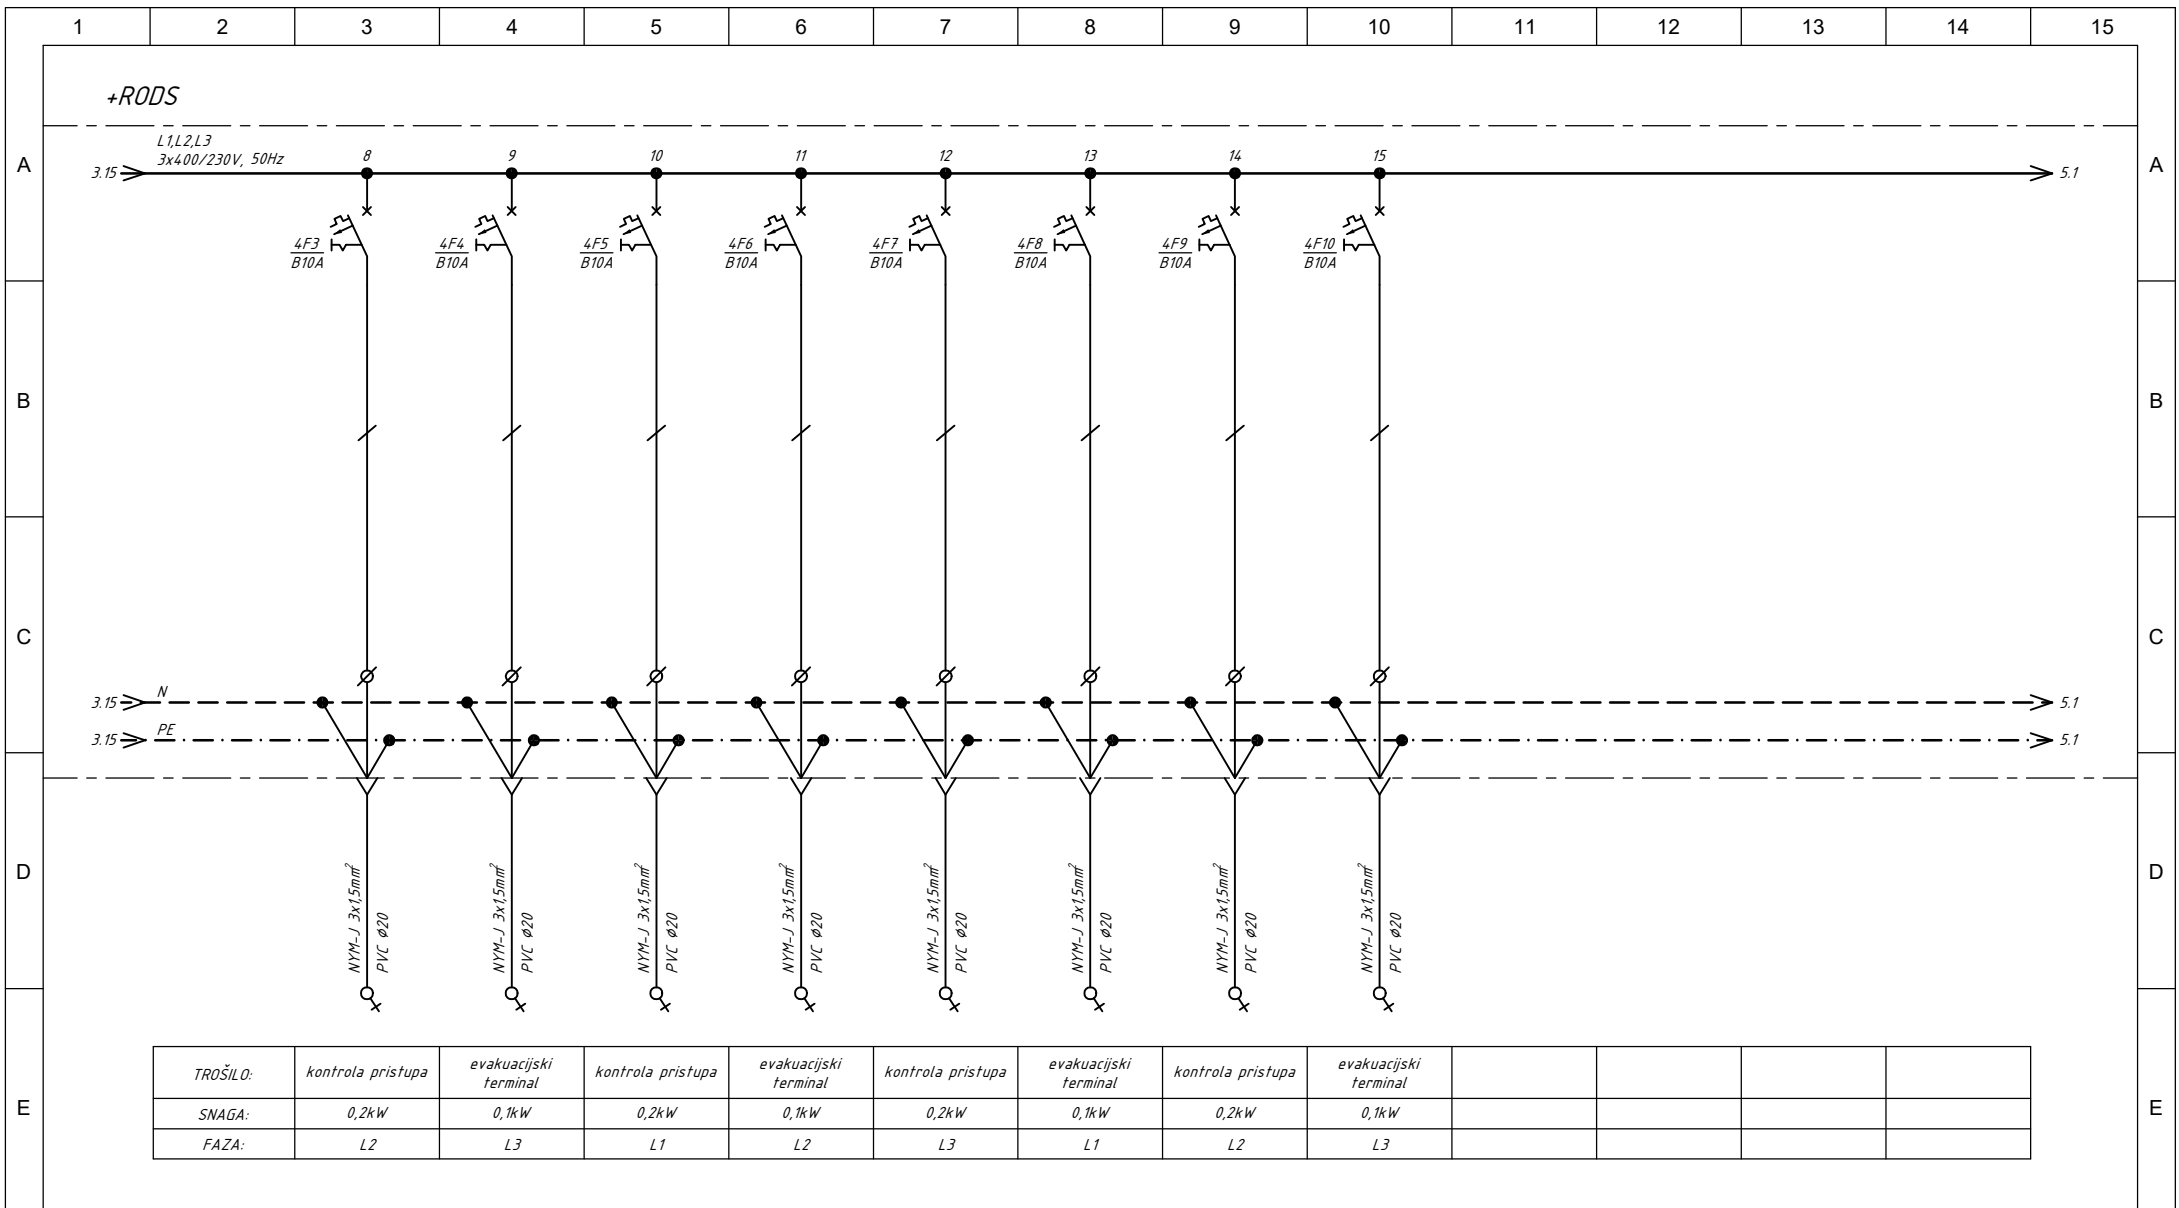 1 2 3 4 5 6 7 8 9 10 11 12 13 14 15
+RODS
L1,L2,L3
3x400/230V, 50Hz
A 3.15 8 9 10 11 12 13 14 15 5.1 A
4F3 4F4 4F5 4F6 4F7 4F8 4F9 4F10
B10A B10A B10A B10A B10A B10A B10A B10A
B B
C C
3.15 N 5.1
3.15 PE 5.1
D D
NYM-J 3x1,5mm²
PVC Ø20
NYM-J 3x1,5mm²
PVC Ø20
NYM-J 3x1,5mm²
PVC Ø20
NYM-J 3x1,5mm²
PVC Ø20
NYM-J 3x1,5mm²
PVC Ø20
NYM-J 3x1,5mm²
PVC Ø20
NYM-J 3x1,5mm²
PVC Ø20
NYM-J 3x1,5mm²
PVC Ø20
TROŠILO: kontrola pristupa evakuacijski terminal kontrola pristupa evakuacijski terminal kontrola pristupa evakuacijski terminal kontrola pristupa evakuacijski terminal
E SNAGA: 0,2kW 0,1kW 0,2kW 0,1kW 0,2kW 0,1kW 0,2kW 0,1kW E
FAZA: L2 L3 L1 L2 L3 L1 L2 L3